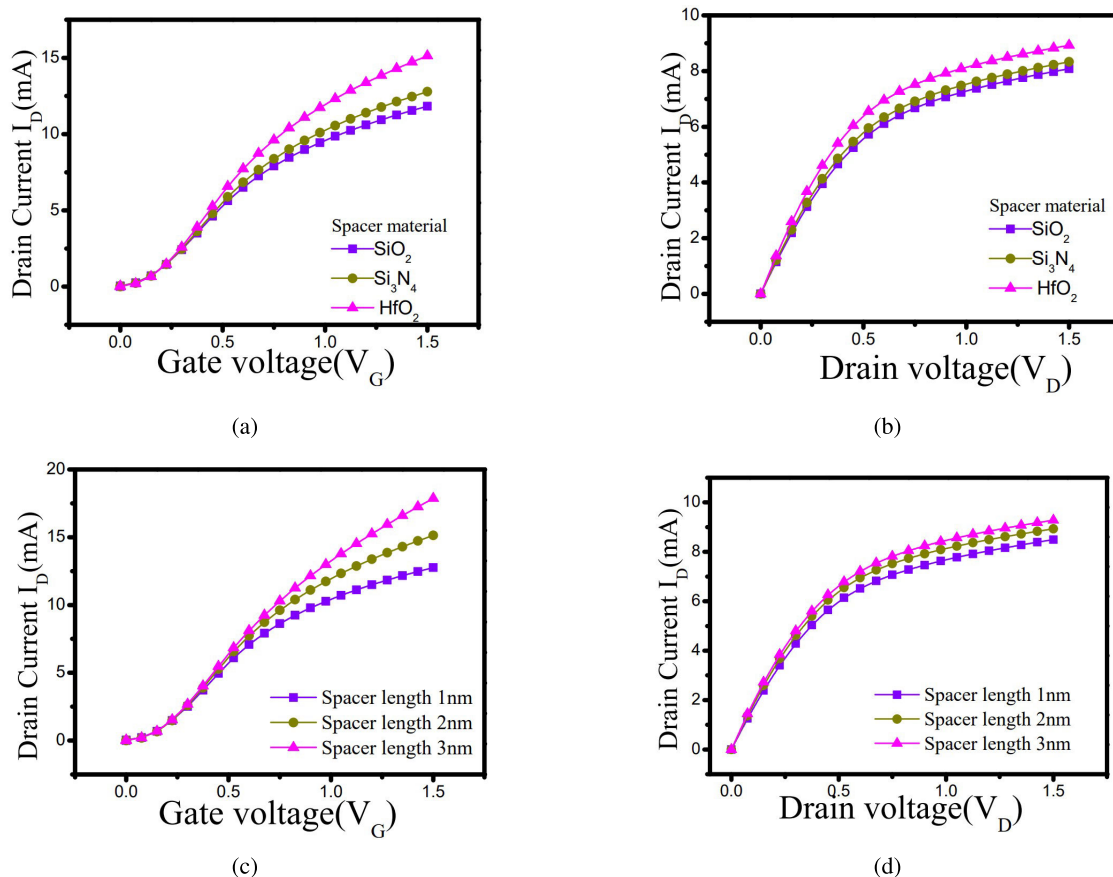 Drain Current I_D(mA)
15
10
5
0
Spacer material
SiO₂
Si₃N₄
HfO₂
0.0 0.5 1.0 1.5
Gate voltage(V_G)
(a)
Drain Current I_D(mA)
10
8
6
4
2
0
Spacer material
SiO₂
Si₃N₄
HfO₂
0.0 0.5 1.0 1.5
Drain voltage(V_D)
(b)
Drain Current I_D(mA)
20
15
10
5
0
Spacer length 1nm
Spacer length 2nm
Spacer length 3nm
0.0 0.5 1.0 1.5
Gate voltage(V_G)
(c)
Drain Current I_D(mA)
10
8
6
4
2
0
Spacer length 1nm
Spacer length 2nm
Spacer length 3nm
0.0 0.5 1.0 1.5
Drain voltage(V_D)
(d)